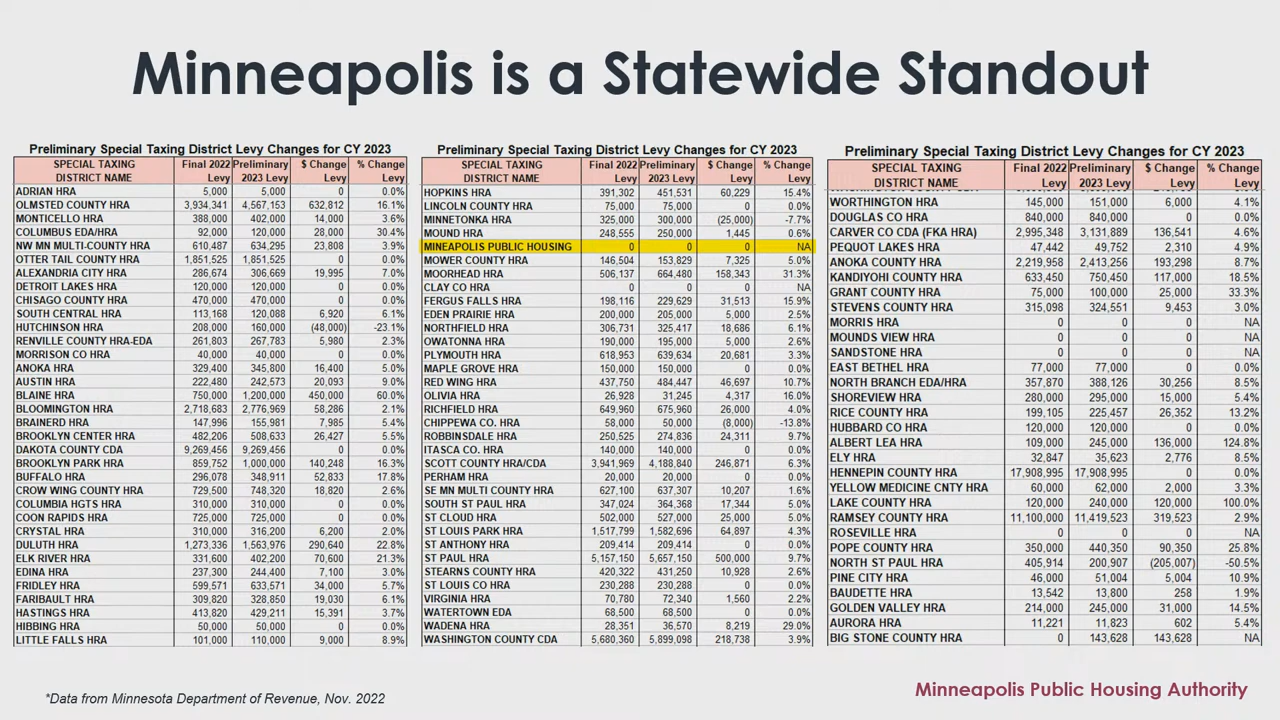 Minneapolis is a Statewide Standout
Preliminary Special Taxing District Levy Changes for CY 2023
SPECIAL TAXING DISTRICT NAME Final 2022 Levy Preliminary 2023 Levy $ Change Levy % Change Levy
ADRIAN HRA 5,000 5,000 0 0.0%
OLMSTED COUNTY HRA 3,934,341 4,567,153 632,812 16.1%
MONTICELLO HRA 388,000 402,000 14,000 3.6%
COLUMBUS EDA/HRA 92,000 120,000 28,000 30.4%
NW MN MULTI-COUNTY HRA 610,487 634,295 23,808 3.9%
OTTER TAIL COUNTY HRA 1,851,525 1,851,525 0 0.0%
ALEXANDRIA CITY HRA 286,674 306,669 19,995 7.0%
DETROIT LAKES HRA 120,000 120,000 0 0.0%
CHISAGO COUNTY HRA 470,000 470,000 0 0.0%
SOUTH CENTRAL HRA 113,168 120,088 6,920 6.1%
HUTCHINSON HRA 208,000 160,000 (48,000) -23.1%
RENVILLE COUNTY HRA-EDA 261,803 267,783 5,980 2.3%
MORRISON CO HRA 40,000 40,000 0 0.0%
ANOKA HRA 329,400 345,800 16,400 5.0%
AUSTIN HRA 222,480 242,573 20,093 9.0%
BLAINE HRA 750,000 1,200,000 450,000 60.0%
BLOOMINGTON HRA 2,718,683 2,776,969 58,286 2.1%
BRAINERD HRA 147,996 155,981 7,985 5.4%
BROOKLYN CENTER HRA 482,206 508,633 26,427 5.5%
DAKOTA COUNTY CDA 9,269,456 9,269,456 0 0.0%
BROOKLYN PARK HRA 859,752 1,000,000 140,248 16.3%
BUFFALO HRA 296,078 348,911 52,833 17.8%
CROW WING COUNTY HRA 729,500 748,320 18,820 2.6%
COLUMBIA HGTS HRA 310,000 310,000 0 0.0%
COON RAPIDS HRA 725,000 725,000 0 0.0%
CRYSTAL HRA 310,000 316,200 6,200 2.0%
DULUTH HRA 1,273,336 1,563,976 290,640 22.8%
ELK RIVER HRA 331,600 402,200 70,600 21.3%
EDINA HRA 237,300 244,400 7,100 3.0%
FRIDLEY HRA 599,571 633,571 34,000 5.7%
FARIBAULT HRA 309,820 328,850 19,030 6.1%
HASTINGS HRA 413,820 429,211 15,391 3.7%
HIBBING HRA 50,000 50,000 0 0.0%
LITTLE FALLS HRA 101,000 110,000 9,000 8.9%
Preliminary Special Taxing District Levy Changes for CY 2023
SPECIAL TAXING DISTRICT NAME Final 2022 Levy Preliminary 2023 Levy $ Change Levy % Change Levy
HOPKINS HRA 391,302 451,531 60,229 15.4%
LINCOLN COUNTY HRA 75,000 75,000 0 0.0%
MINNETONKA HRA 325,000 300,000 (25,000) -7.7%
MOUND HRA 248,555 250,000 1,445 0.6%
MINEAPOLIS PUBLIC HOUSING 0 0 0 NA
MOWER COUNTY HRA 146,504 153,829 7,325 5.0%
MOORHEAD HRA 506,137 664,480 158,343 31.3%
CLAY CO HRA 0 0 0 NA
FERGUS FALLS HRA 198,116 229,629 31,513 15.9%
EDEN PRAIRIE HRA 200,000 205,000 5,000 2.5%
NORTHFIELD HRA 306,731 325,417 18,686 6.1%
OWATONNA HRA 190,000 195,000 5,000 2.6%
PLYMOUTH HRA 618,953 639,634 20,681 3.3%
MAPLE GROVE HRA 150,000 150,000 0 0.0%
RED WING HRA 437,750 484,447 46,697 10.7%
OLIVIA HRA 26,928 31,245 4,317 16.0%
RICHFIELD HRA 649,960 675,960 26,000 4.0%
CHIPPEWA CO. HRA 58,000 50,000 (8,000) -13.8%
ROBBINSDALE HRA 250,525 274,836 24,311 9.7%
ITASCA CO. HRA 140,000 140,000 0 0.0%
SCOTT COUNTY HRA/CDA 3,941,969 4,188,840 246,871 6.3%
PERHAM HRA 20,000 20,000 0 0.0%
SE MN MULTI COUNTY HRA 627,100 637,307 10,207 1.6%
SOUTH ST PAUL HRA 347,024 364,368 17,344 5.0%
ST CLOUD HRA 502,000 527,000 25,000 5.0%
ST LOUIS PARK HRA 1,517,799 1,582,696 64,897 4.3%
ST ANTHONY HRA 209,414 209,414 0 0.0%
ST PAUL HRA 5,157,150 5,657,150 500,000 9.7%
STEARNS COUNTY HRA 420,322 431,250 10,928 2.6%
ST LOUIS CO HRA 230,288 230,288 0 0.0%
VIRGINIA HRA 70,780 72,340 1,560 2.2%
WATERTOWN EDA 68,500 68,500 0 0.0%
WADENA HRA 28,351 36,570 8,219 29.0%
WASHINGTON COUNTY CDA 5,680,360 5,899,098 218,738 3.9%
Preliminary Special Taxing District Levy Changes for CY 2023
SPECIAL TAXING DISTRICT NAME Final 2022 Levy Preliminary 2023 Levy $ Change Levy % Change Levy
WORTHINGTON HRA 145,000 151,000 6,000 4.1%
DOUGLAS CO HRA 840,000 840,000 0 0.0%
CARVER CO CDA (FKA HRA) 2,995,348 3,131,889 136,541 4.6%
PEQUOT LAKES HRA 47,442 49,752 2,310 4.9%
ANOKA COUNTY HRA 2,219,958 2,413,256 193,298 8.7%
KANDIYOHI COUNTY HRA 633,450 750,450 117,000 18.5%
GRANT COUNTY HRA 75,000 100,000 25,000 33.3%
STEVENS COUNTY HRA 315,098 324,551 9,453 3.0%
MORRIS HRA 0 0 0 NA
MOUNDS VIEW HRA 0 0 0 NA
SANDSTONE HRA 0 0 0 NA
EAST BETHEL HRA 77,000 77,000 0 0.0%
NORTH BRANCH EDA/HRA 357,870 388,126 30,256 8.5%
SHOREVIEW HRA 280,000 295,000 15,000 5.4%
RICE COUNTY HRA 199,105 225,457 26,352 13.2%
HUBBARD CO HRA 120,000 120,000 0 0.0%
ALBERT LEA HRA 109,000 245,000 136,000 124.8%
ELY HRA 32,847 35,623 2,776 8.5%
HENNEPIN COUNTY HRA 17,908,995 17,908,995 0 0.0%
YELLOW MEDICINE CNTY HRA 60,000 62,000 2,000 3.3%
LAKE COUNTY HRA 120,000 240,000 120,000 100.0%
RAMSEY COUNTY HRA 11,100,000 11,419,523 319,523 2.9%
ROSEVILLE HRA 0 0 0 NA
POPE COUNTY HRA 350,000 440,350 90,350 25.8%
NORTH ST PAUL HRA 405,914 200,907 (205,007) -50.5%
PINE CITY HRA 46,000 51,004 5,004 10.9%
BAUDETTE HRA 13,542 13,800 258 1.9%
GOLDEN VALLEY HRA 214,000 245,000 31,000 14.5%
AURORA HRA 11,221 11,823 602 5.4%
BIG STONE COUNTY HRA 0 143,628 143,628 NA
*Data from Minnesota Department of Revenue, Nov. 2022
Minneapolis Public Housing Authority